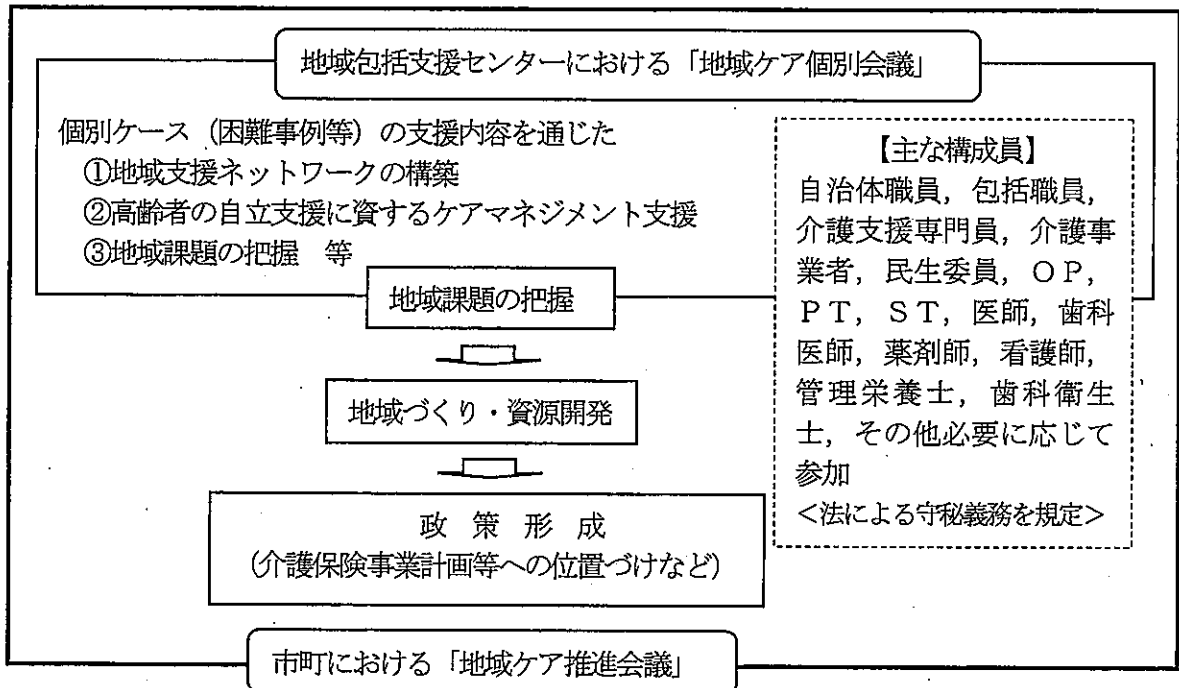 地域包括支援センターにおける「地域ケア個別会議」
個別ケース（困難事例等）の支援内容を通じた
①地域支援ネットワークの構築
②高齢者の自立支援に資するケアマネジメント支援
③地域課題の把握　等
【主な構成員】
自治体職員，包括職員，
介護支援専門員，介護事
業者，民生委員，ＯＰ，
ＰＴ，ＳＴ，医師，歯科
医師，薬剤師，看護師，
管理栄養士，歯科衛生
士，その他必要に応じて
参加
＜法による守秘義務を規定＞
地域課題の把握
地域づくり・資源開発
政　策　形　成
（介護保険事業計画等への位置づけなど）
市町における「地域ケア推進会議」